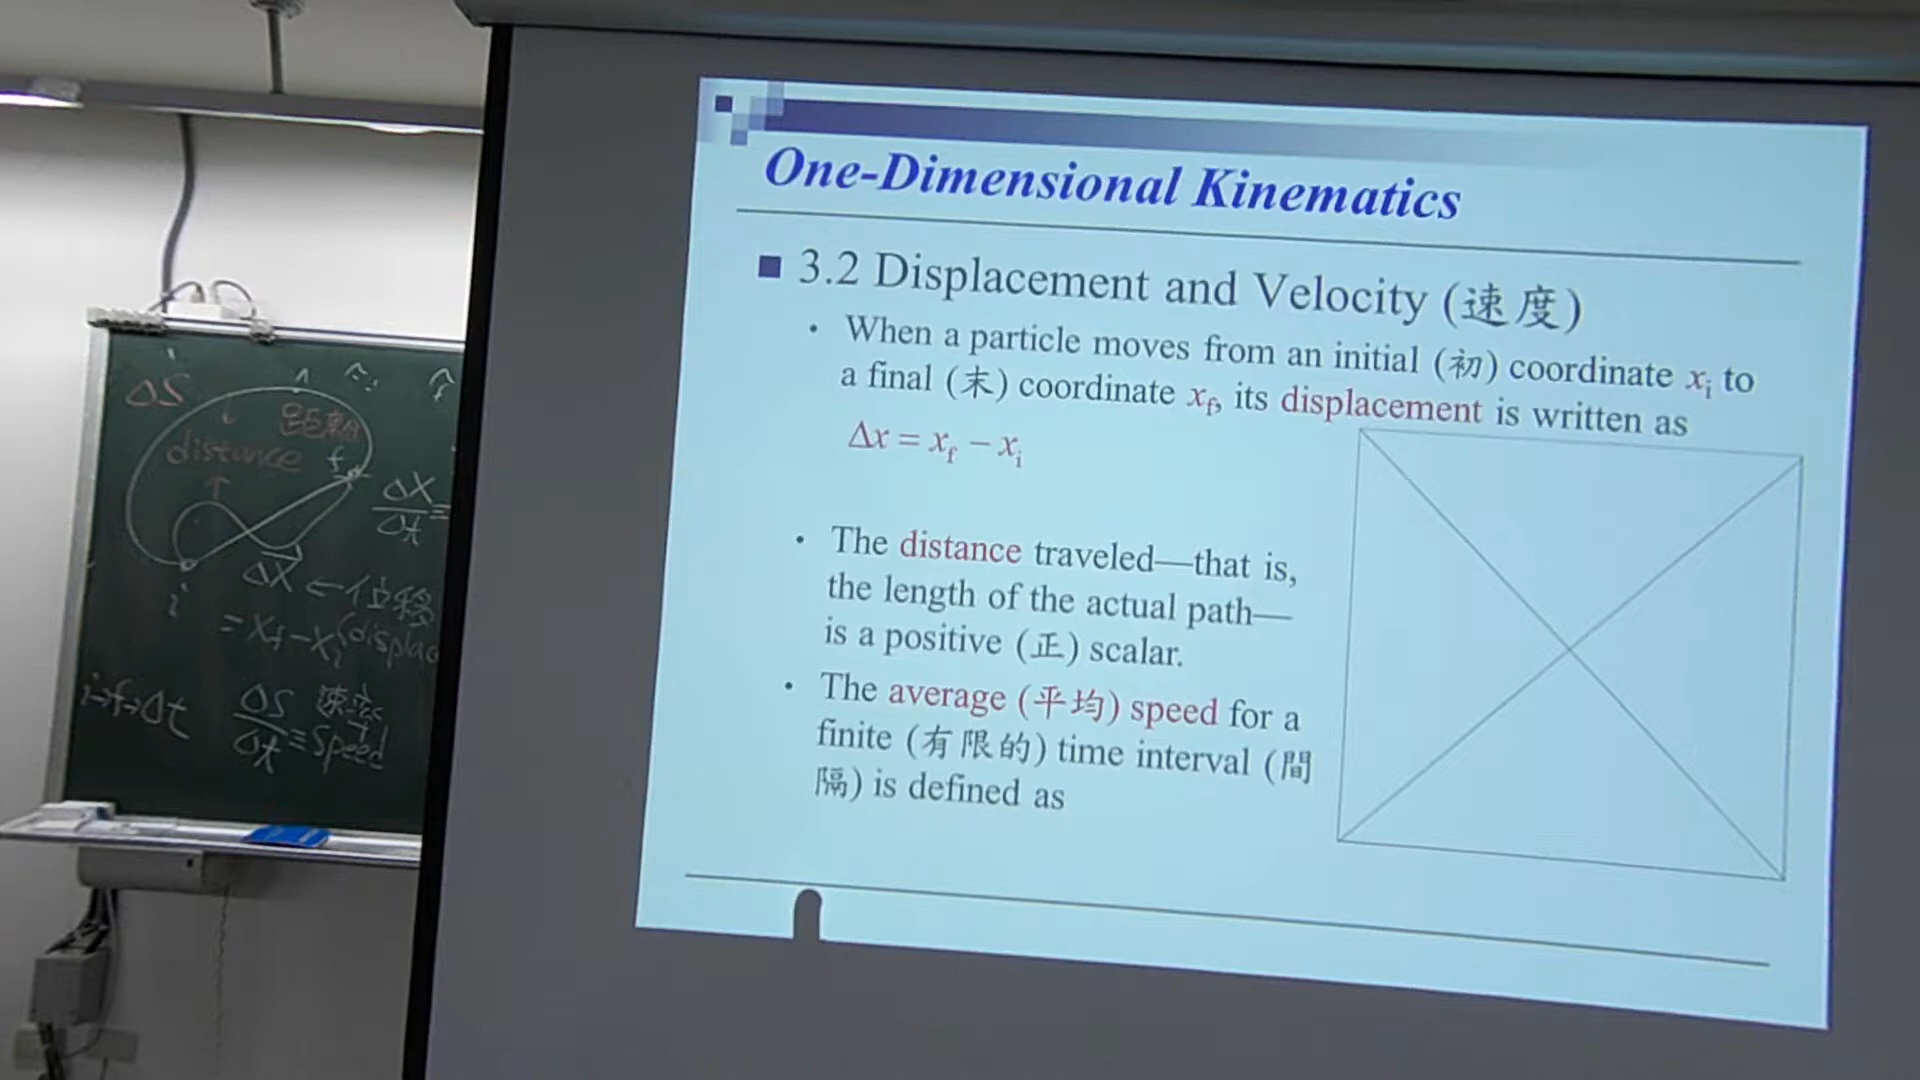 One-Dimensional Kinematics
3.2 Displacement and Velocity (速度)
• When a particle moves from an initial (初) coordinate xᵢ to
a final (末) coordinate x_f, its displacement is written as
Δx = x_f − xᵢ
• The distance traveled—that is,
the length of the actual path—
is a positive (正) scalar.
• The average (平均) speed for a
finite (有限的) time interval (間
隔) is defined as
ΔS
i
距離
distance
f
↑
ΔX
Δt ≡
ΔX ← 位移
i
= X_f − Xᵢ (displac
i→f→Δt
ΔS 速率
Δt ≡ Speed